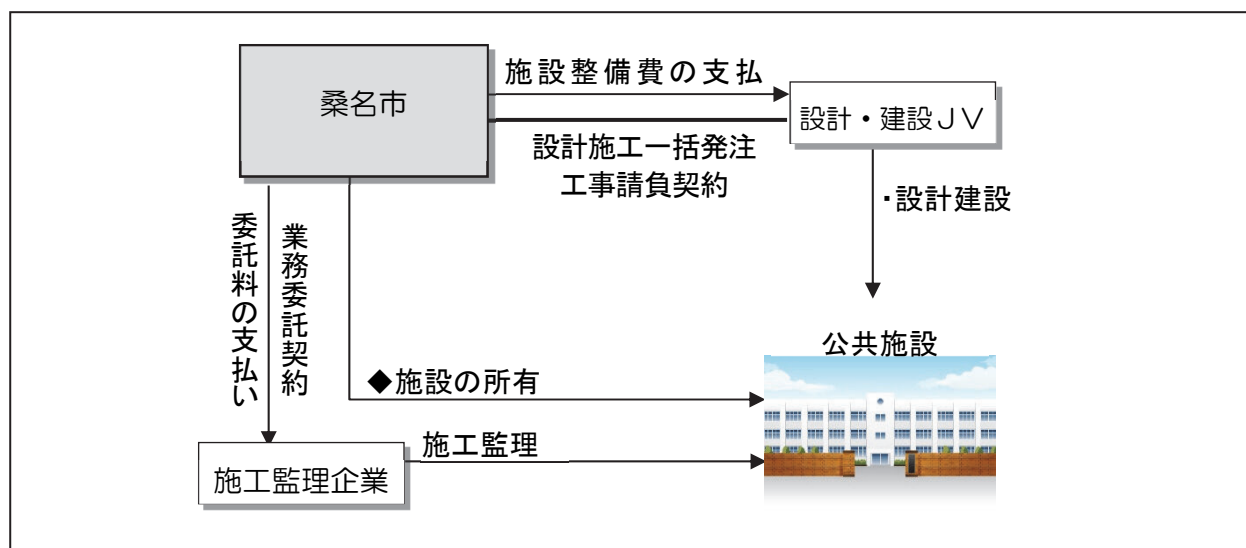 桑名市
施設整備費の支払
設計・建設ＪＶ
設計施工一括発注
工事請負契約
・設計建設
委託料の支払い
業務委託契約
公共施設
◆施設の所有
施工監理
施工監理企業